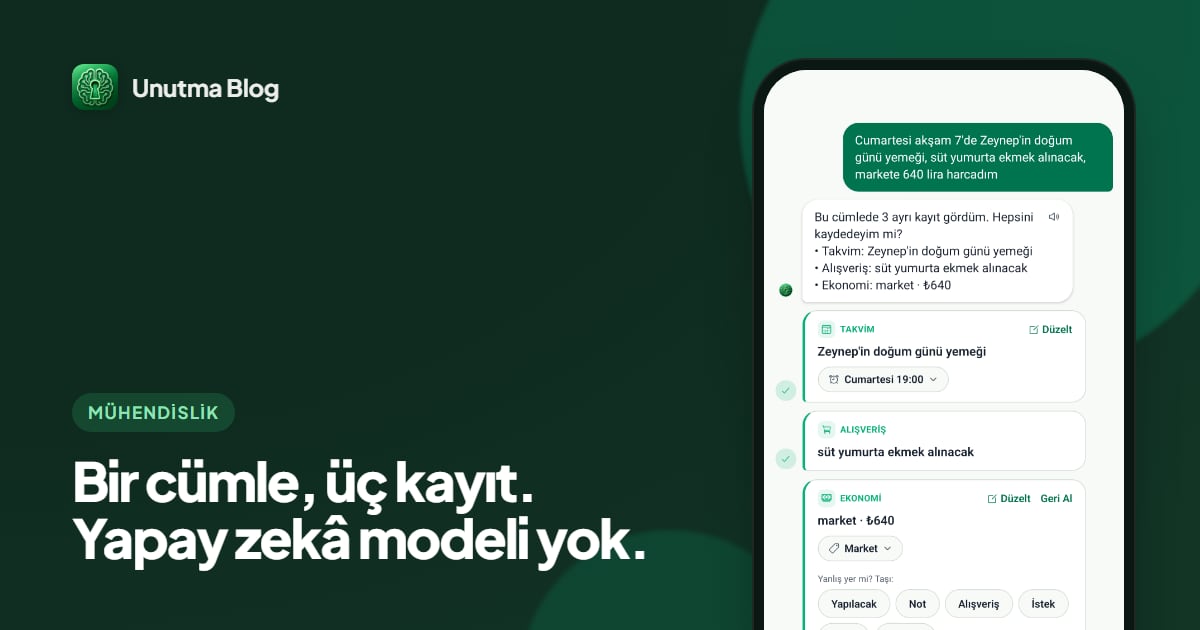 Unutma Blog
MÜHENDİSLİK
Bir cümle, üç kayıt.
Yapay zekâ modeli yok.
Cumartesi akşam 7'de Zeynep'in doğum
günü yemeği, süt yumurta ekmek alınacak,
markete 640 lira harcadım
Bu cümlede 3 ayrı kayıt gördüm. Hepsini
kaydedeyim mi?
• Takvim: Zeynep'in doğum günü yemeği
• Alışveriş: süt yumurta ekmek alınacak
• Ekonomi: market · ₺640
TAKVİM Düzelt
Zeynep'in doğum günü yemeği
Cumartesi 19:00
ALIŞVERİŞ
süt yumurta ekmek alınacak
EKONOMİ Düzelt Geri Al
market · ₺640
Market
Yanlış yer mi? Taşı:
Yapılacak Not Alışveriş İstek